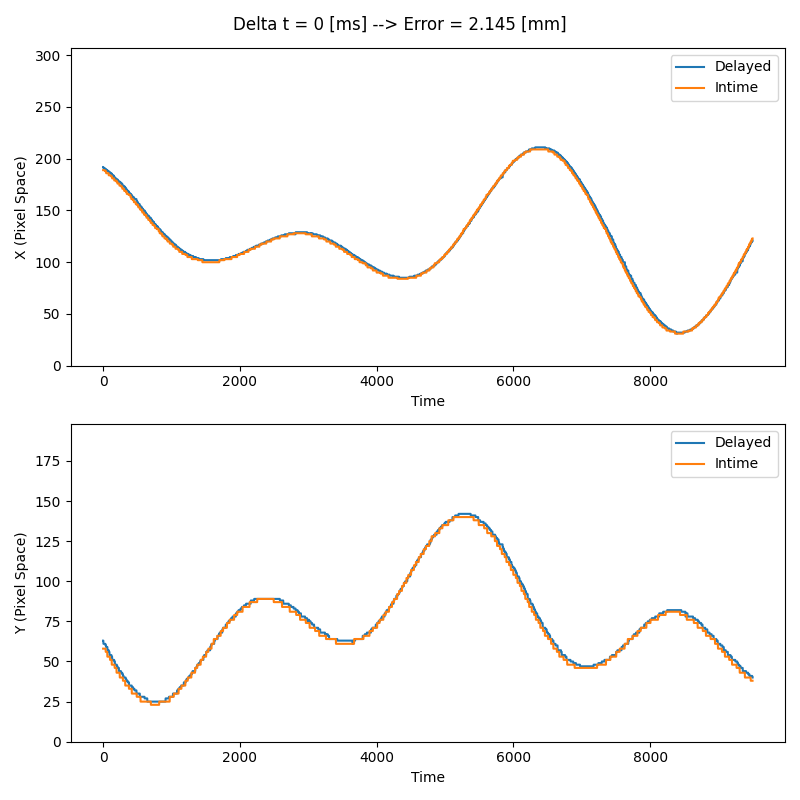 Delta t = 0 [ms] --> Error = 2.145 [mm]
300
250
200
150
100
50
0
X (Pixel Space)
Delayed
Intime
0 2000 4000 6000 8000
Time
175
150
125
100
75
50
25
0
Y (Pixel Space)
Delayed
Intime
0 2000 4000 6000 8000
Time